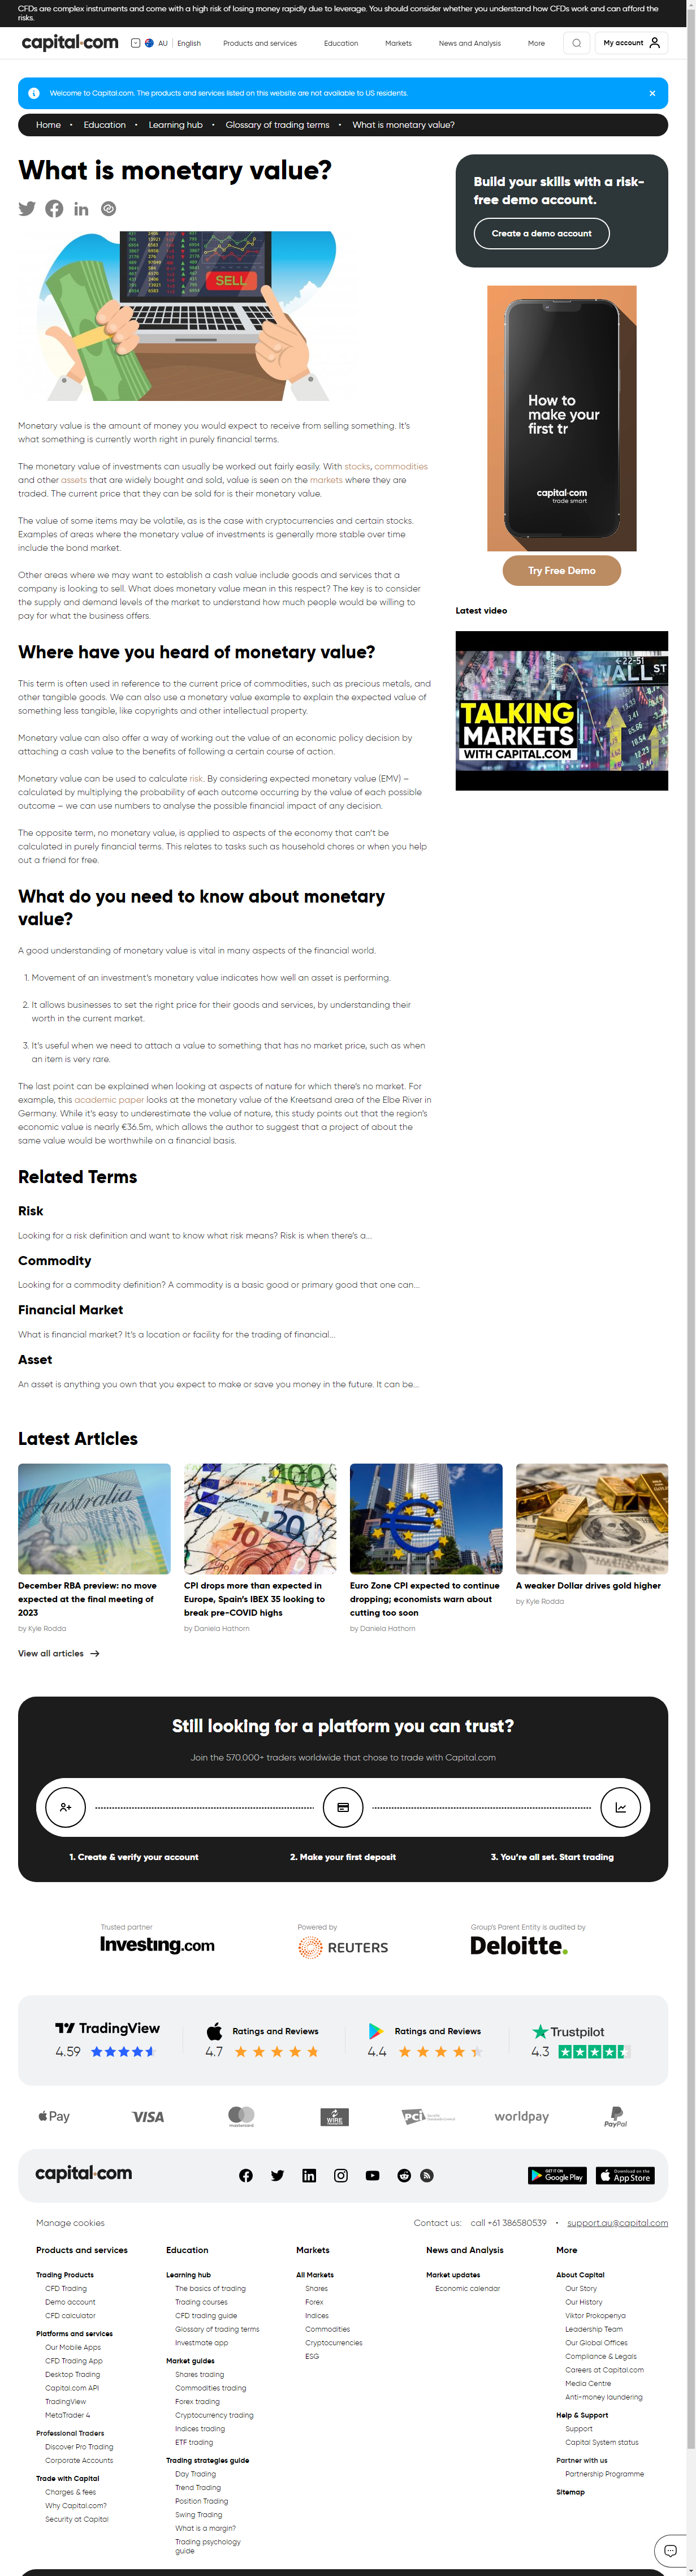 CFDs are complex instruments and come with a high risk of losing money rapidly due to leverage. You should consider whether you understand how CFDs work and can afford the
risks.
capital.com
AU
English
Products and services
Education
Markets
News and Analysis
More
My account
Welcome to Capital.com. The products and services listed on this website are not available to US residents.
Home • Education • Learning hub • Glossary of trading terms • What is monetary value?
What is monetary value?
SELL
Monetary value is the amount of money you would expect to receive from selling something. It’s
what something is currently worth right in purely financial terms.
The monetary value of investments can usually be worked out fairly easily. With stocks, commodities
and other assets that are widely bought and sold, value is seen on the markets where they are
traded. The current price that they can be sold for is their monetary value.
The value of some items may be volatile, as is the case with cryptocurrencies and certain stocks.
Examples of areas where the monetary value of investments is generally more stable over time
include the bond market.
Other areas where we may want to establish a cash value include goods and services that a
company is looking to sell. What does monetary value mean in this respect? The key is to consider
the supply and demand levels of the market to understand how much people would be willing to
pay for what the business offers.
Where have you heard of monetary value?
This term is often used in reference to the current price of commodities, such as precious metals, and
other tangible goods. We can also use a monetary value example to explain the expected value of
something less tangible, like copyrights and other intellectual property.
Monetary value can also offer a way of working out the value of an economic policy decision by
attaching a cash value to the benefits of following a certain course of action.
Monetary value can be used to calculate risk. By considering expected monetary value (EMV) –
calculated by multiplying the probability of each outcome occurring by the value of each possible
outcome – we can use numbers to analyse the possible financial impact of any decision.
The opposite term, no monetary value, is applied to aspects of the economy that can’t be
calculated in purely financial terms. This relates to tasks such as household chores or when you help
out a friend for free.
What do you need to know about monetary
value?
A good understanding of monetary value is vital in many aspects of the financial world.
1. Movement of an investment’s monetary value indicates how well an asset is performing.
2. It allows businesses to set the right price for their goods and services, by understanding their
worth in the current market.
3. It’s useful when we need to attach a value to something that has no market price, such as when
an item is very rare.
The last point can be explained when looking at aspects of nature for which there’s no market. For
example, this academic paper looks at the monetary value of the Kreetsand area of the Elbe River in
Germany. While it’s easy to underestimate the value of nature, this study points out that the region’s
economic value is nearly €36.5m, which allows the author to suggest that a project of about the
same value would be worthwhile on a financial basis.
Related Terms
Risk
Looking for a risk definition and want to know what risk means? Risk is when there’s a...
Commodity
Looking for a commodity definition? A commodity is a basic good or primary good that one can...
Financial Market
What is financial market? It’s a location or facility for the trading of financial...
Asset
An asset is anything you own that you expect to make or save you money in the future. It can be...
Build your skills with a risk-
free demo account.
Create a demo account
How to
make your
first tr
capital.com
trade smart
Try Free Demo
Latest video
WALL ST
TALKING
MARKETS
WITH CAPITAL.COM
Latest Articles
Australia
100
50
20
10
December RBA preview: no move
expected at the final meeting of
2023
by Kyle Rodda
CPI drops more than expected in
Europe, Spain’s IBEX 35 looking to
break pre-COVID highs
by Daniela Hathorn
Euro Zone CPI expected to continue
dropping; economists warn about
cutting too soon
by Daniela Hathorn
A weaker Dollar drives gold higher
by Kyle Rodda
View all articles
Still looking for a platform you can trust?
Join the 570.000+ traders worldwide that chose to trade with Capital.com
1. Create & verify your account
2. Make your first deposit
3. You’re all set. Start trading
Trusted partner
Investing.com
Powered by
REUTERS
Group’s Parent Entity is audited by
Deloitte.
TradingView
4.59
Ratings and Reviews
4.7
Ratings and Reviews
4.4
Trustpilot
4.3
Pay
VISA
mastercard
WIRE
PCI
worldpay
PayPal
capital.com
GET IT ON
Google Play
Download on the
App Store
Manage cookies
Contact us: call +61 386580539 • support.au@capital.com
Products and services
Trading Products
CFD Trading
Demo account
CFD calculator
Platforms and services
Our Mobile Apps
CFD Trading App
Desktop Trading
Capital.com API
TradingView
MetaTrader 4
Professional Traders
Discover Pro Trading
Corporate Accounts
Trade with Capital
Charges & fees
Why Capital.com?
Security at Capital
Education
Learning hub
The basics of trading
Trading courses
CFD trading guide
Glossary of trading terms
Investmate app
Market guides
Shares trading
Commodities trading
Forex trading
Cryptocurrency trading
Indices trading
ETF trading
Trading strategies guide
Day Trading
Trend Trading
Position Trading
Swing Trading
What is a margin?
Trading psychology
guide
Markets
All Markets
Shares
Forex
Indices
Commodities
Cryptocurrencies
ESG
News and Analysis
Market updates
Economic calendar
More
About Capital
Our Story
Our History
Viktor Prokopenya
Leadership Team
Our Global Offices
Compliance & Legals
Careers at Capital.com
Media Centre
Anti-money laundering
Help & Support
Support
Capital System status
Partner with us
Partnership Programme
Sitemap